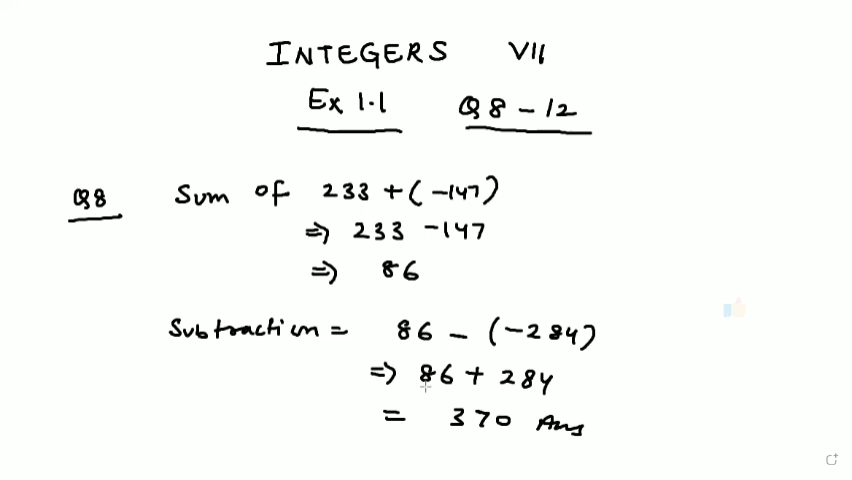 INTEGERS VII
Ex 1.1 Q8 - 12
Q8 Sum of 233 + (-147)
⇒ 233 - 147
⇒ 86
Subtraction = 86 - (-284)
⇒ 86 + 284
= 370 Ans